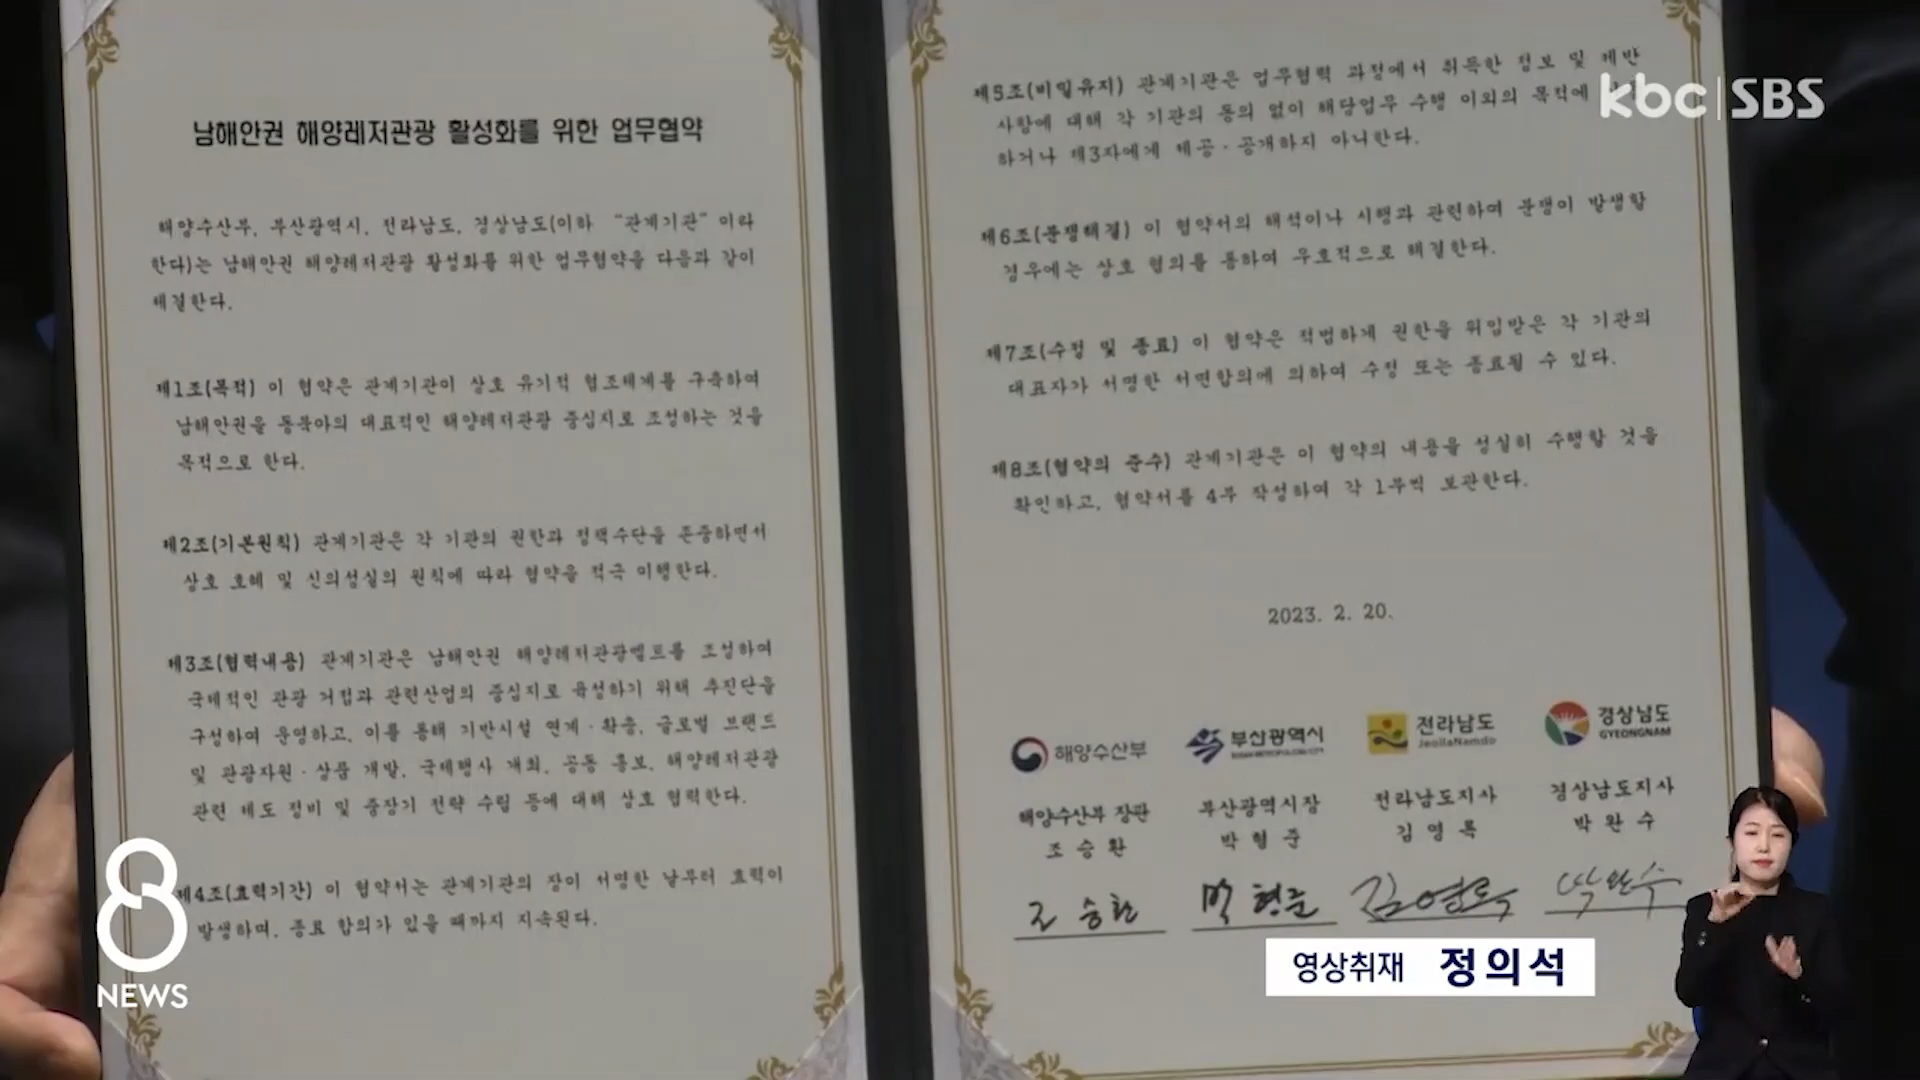 남해안권 해양레저관광 활성화를 위한 업무협약
해양수산부, 부산광역시, 전라남도, 경상남도(이하 “관계기관”이라
한다)는 남해안권 해양레저관광 활성화를 위한 업무협약을 다음과 같이
체결한다.
제1조(목적) 이 협약은 관계기관이 상호 유기적 협조체계를 구축하여
남해안권을 동북아의 대표적인 해양레저관광 중심지로 조성하는 것을
목적으로 한다.
제2조(기본원칙) 관계기관은 각 기관의 권한과 정책수단을 존중하면서
상호 호혜 및 신의성실의 원칙에 따라 협약을 적극 이행한다.
제3조(협력내용) 관계기관은 남해안권 해양레저관광벨트를 조성하여
국제적인 관광 거점과 관련산업의 중심지로 육성하기 위해 추진단을
구성하여 운영하고, 이를 통해 기반시설 연계·확충, 글로벌 브랜드
및 관광자원·상품 개발, 국제행사 개최, 공동 홍보, 해양레저관광
관련 제도 정비 및 중장기 전략 수립 등에 대해 상호 협력한다.
제4조(효력기간) 이 협약서는 관계기관의 장이 서명한 날부터 효력이
발생하며, 종료 합의가 있을 때까지 지속된다.
제5조(비밀유지) 관계기관은 업무협력 과정에서 취득한 정보 및 제반
사항에 대해 각 기관의 동의 없이 해당업무 수행 이외의 목적에
하거나 제3자에게 제공·공개하지 아니한다.
제6조(분쟁해결) 이 협약서의 해석이나 시행과 관련하여 분쟁이 발생할
경우에는 상호 협의를 통하여 우호적으로 해결한다.
제7조(수정 및 종료) 이 협약은 적법하게 권한을 위임받은 각 기관의
대표자가 서명한 서면합의에 의하여 수정 또는 종료될 수 있다.
제8조(협약의 준수) 관계기관은 이 협약의 내용을 성실히 수행할 것을
확인하고, 협약서를 4부 작성하여 각 1부씩 보관한다.
2023. 2. 20.
해양수산부 부산광역시 전라남도 경상남도
BUSAN METROPOLITAN CITY JeollaNamdo GYEONGNAM
해양수산부 장관 부산광역시장 전라남도지사 경상남도지사
조승환 박형준 김영록 박완수
조승환 박형준 김영록 박완수
kbc SBS
8
NEWS
영상취재 정의석